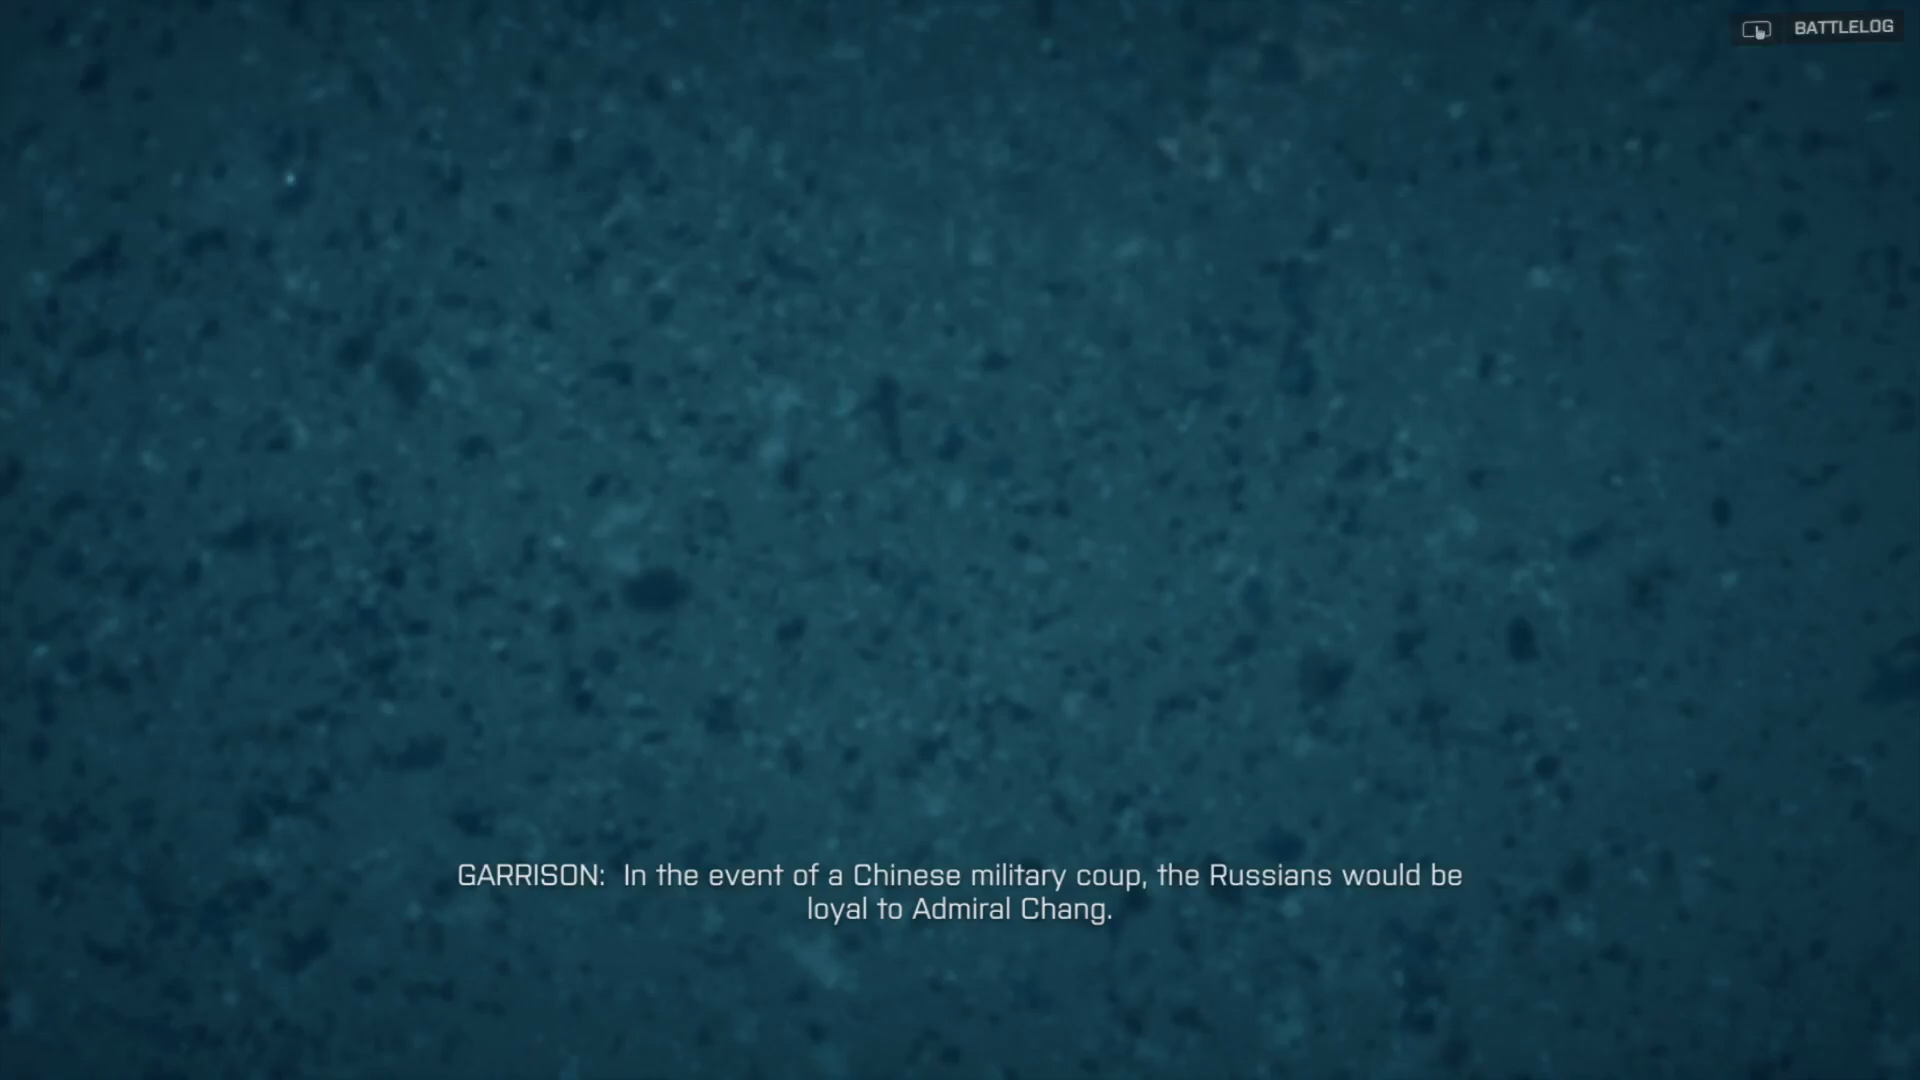 BATTLELOG
GARRISON: In the event of a Chinese military coup, the Russians would be
loyal to Admiral Chang.